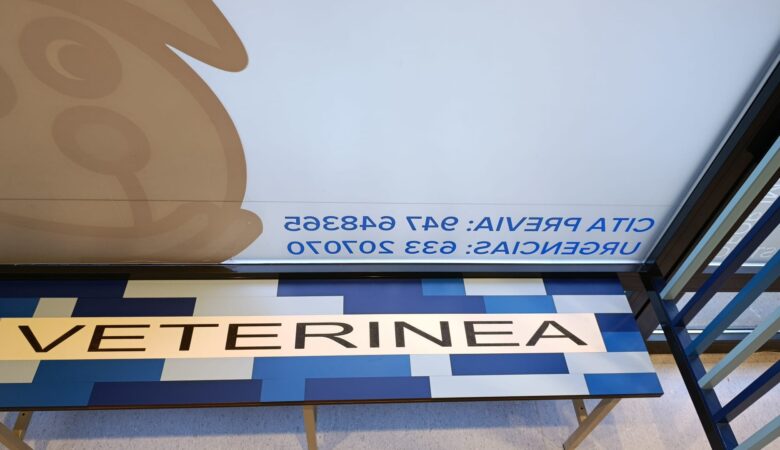 CITA PREVIA: 947 648365
URGENCIAS: 633 207070
VETERINEA